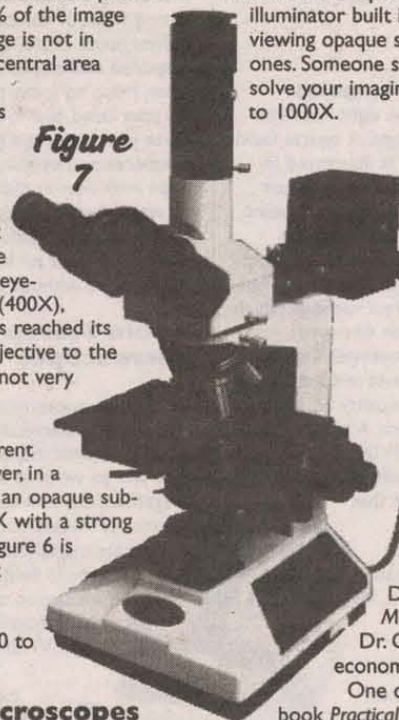 % of the image
ge is not in
central area
s
Figure
7
t
e
eye-
(400X),
s reached its
jective to the
not very
rent
ver, in a
an opaque sub-
K with a strong
gure 6 is
t
0 to
croscopes
illuminator built i
viewing opaque s
ones. Someone s
solve your imagin
to 1000X.
D
M
Dr. C
econom
One o
book Practical